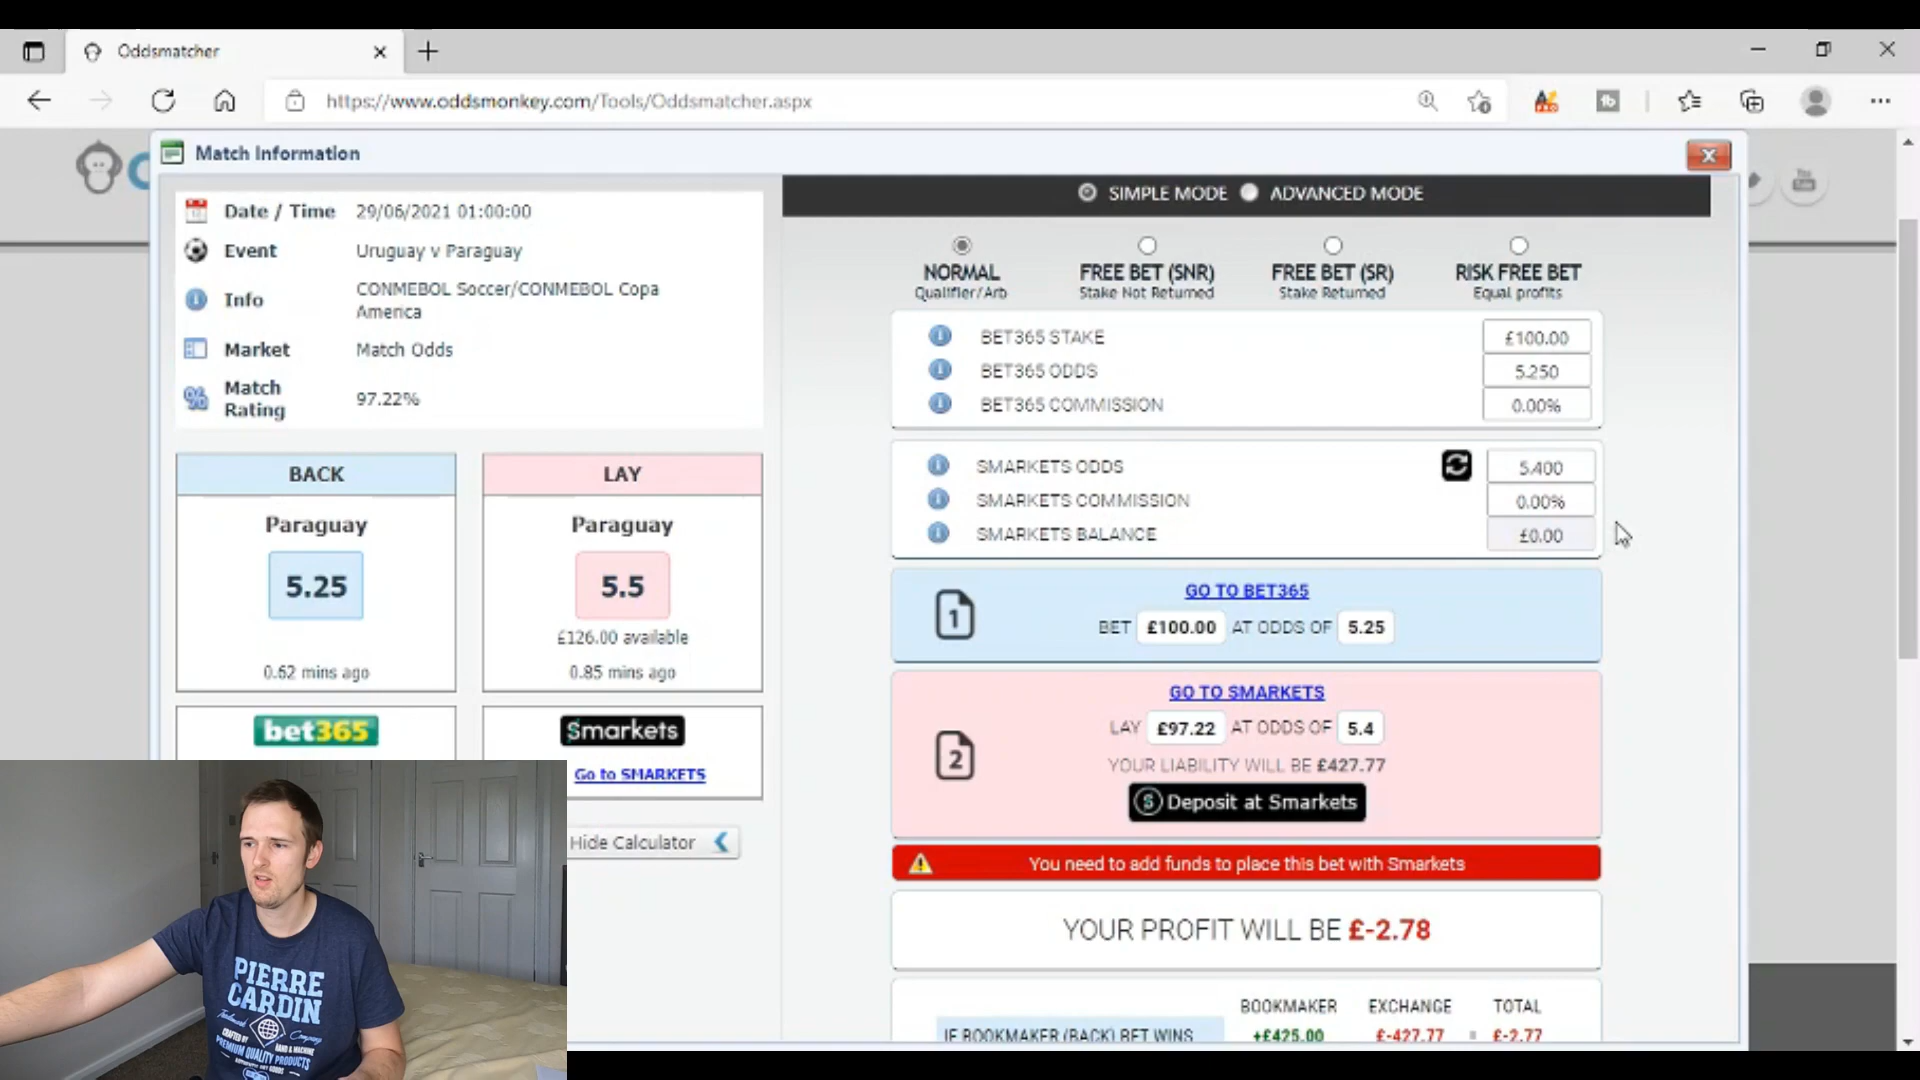 Oddsmatcher
https://www.oddsmonkey.com/Tools/Oddsmatcher.aspx
Match Information
SIMPLE MODE ADVANCED MODE
Date / Time 29/06/2021 01:00:00
Event Uruguay v Paraguay
Info CONMEBOL Soccer/CONMEBOL Copa
America
Market Match Odds
Match
Rating 97.22%
NORMAL
Qualifier/Arb
FREE BET (SNR)
Stake Not Returned
FREE BET (SR)
Stake Returned
RISK FREE BET
Equal profits
BET365 STAKE £100.00
BET365 ODDS 5.250
BET365 COMMISSION 0.00%
SMARKETS ODDS 5.400
SMARKETS COMMISSION 0.00%
SMARKETS BALANCE £0.00
BACK
Paraguay
5.25
0.62 mins ago
bet365
LAY
Paraguay
5.5
£126.00 available
0.85 mins ago
Smarkets
Go to SMARKETS
Hide Calculator
1
GO TO BET365
BET £100.00 AT ODDS OF 5.25
2
GO TO SMARKETS
LAY £97.22 AT ODDS OF 5.4
YOUR LIABILITY WILL BE £427.77
Deposit at Smarkets
You need to add funds to place this bet with Smarkets
YOUR PROFIT WILL BE £-2.78
BOOKMAKER EXCHANGE TOTAL
IF BOOKMAKER (BACK) BET WINS +£425.00 £-427.77 = £-2.77
PIERRE
CARDIN
PREMIUM QUALITY PRODUCTS